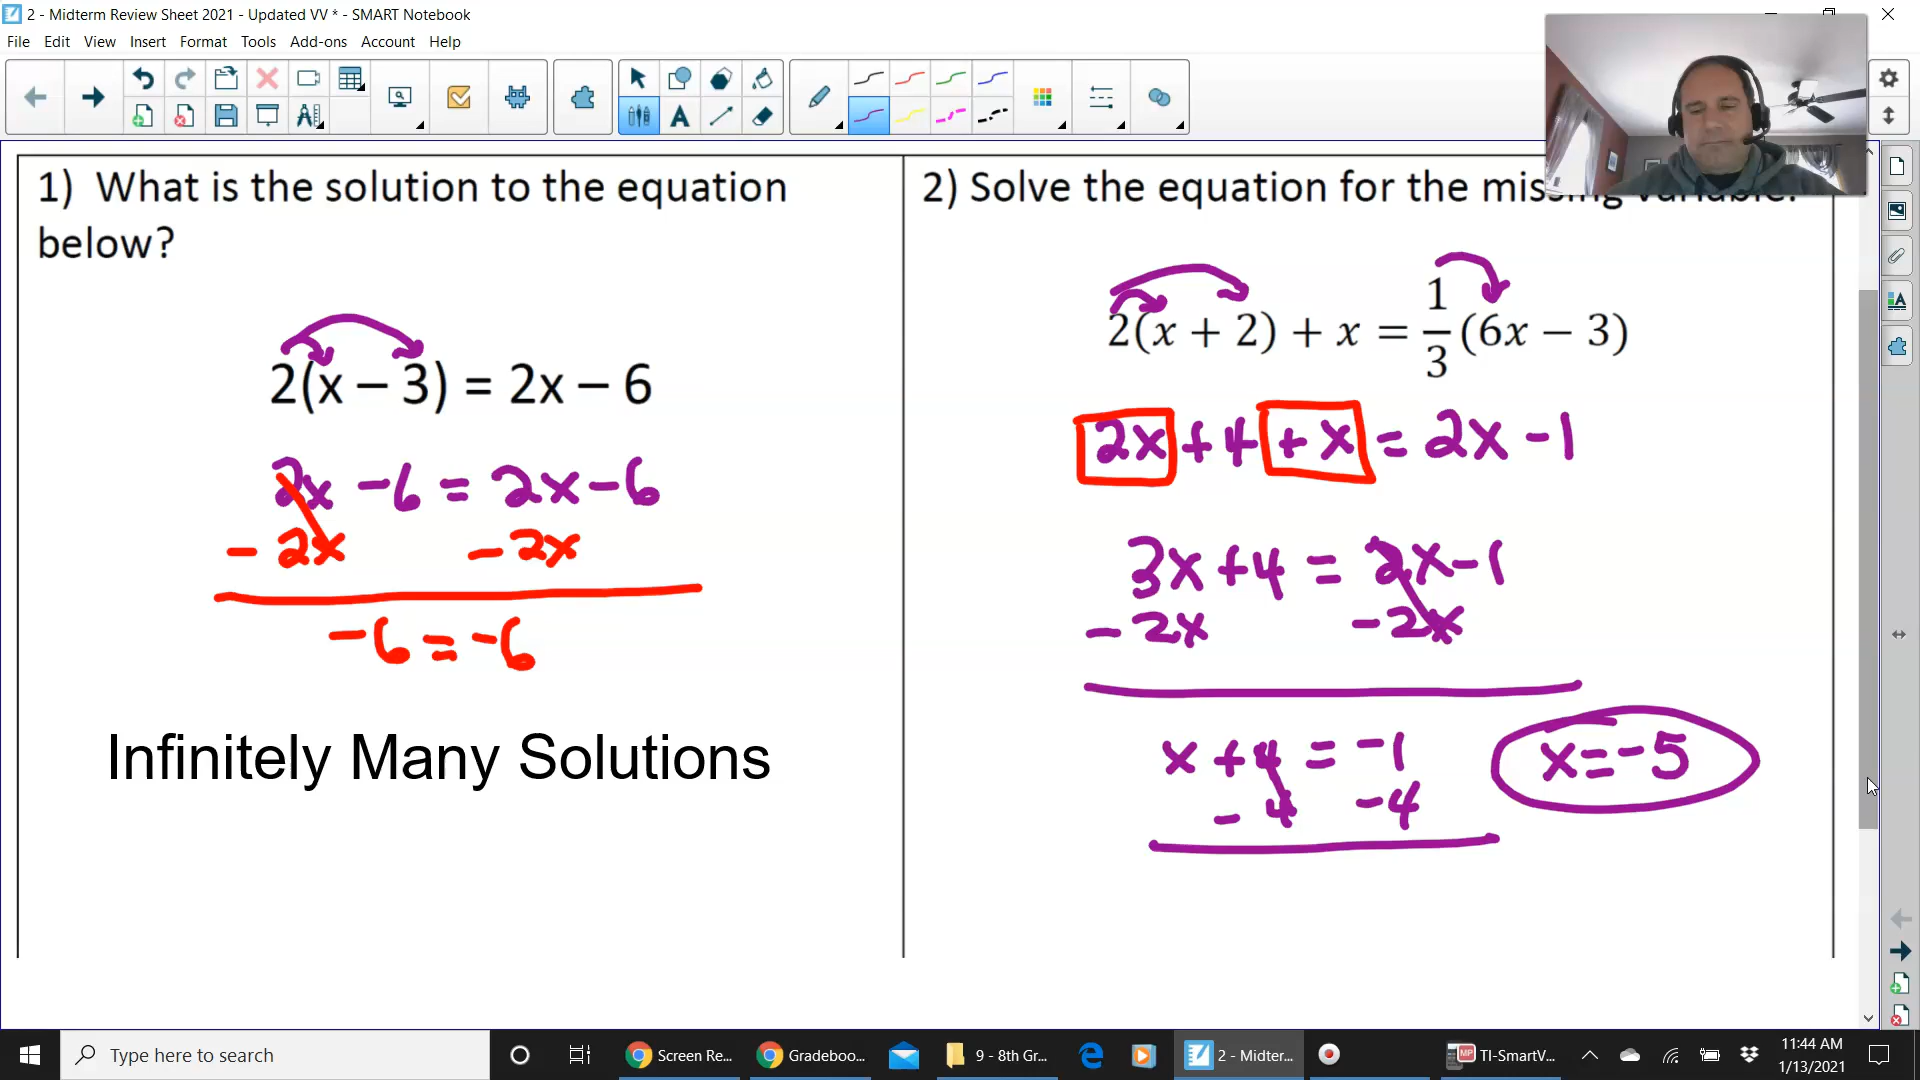 2 - Midterm Review Sheet 2021 - Updated VV * - SMART Notebook
File Edit View Insert Format Tools Add-ons Account Help
1) What is the solution to the equation
below?
2(x – 3) = 2x – 6
2x - 6 = 2x - 6
- 2x - 2x
-6 = -6
Infinitely Many Solutions
2) Solve the equation for the missing variable.
2(x + 2) + x = 1/3 (6x − 3)
2x + 4 + x = 2x - 1
3x + 4 = 2x - 1
- 2x - 2x
x + 4 = -1
- 4 - 4
x = -5
Type here to search
Screen Re...
Gradeboo...
9 - 8th Gr...
2 - Midter...
MP TI-SmartV...
11:44 AM
1/13/2021